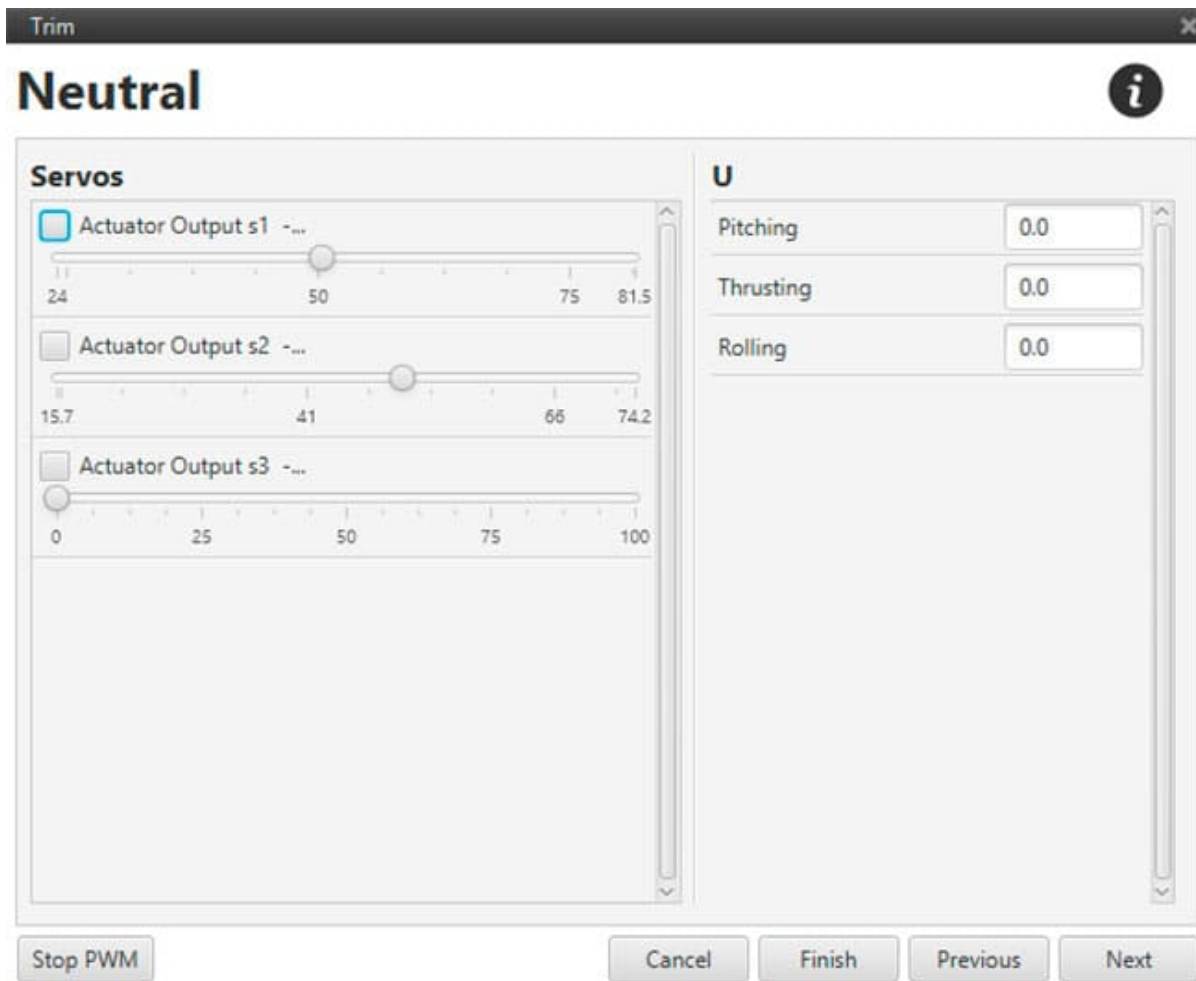 Trim
Neutral
Servos
Actuator Output s1 -...
24 50 75 81.5
Actuator Output s2 -...
15.7 41 66 74.2
Actuator Output s3 -...
0 25 50 75 100
U
Pitching 0.0
Thrusting 0.0
Rolling 0.0
Stop PWM Cancel Finish Previous Next